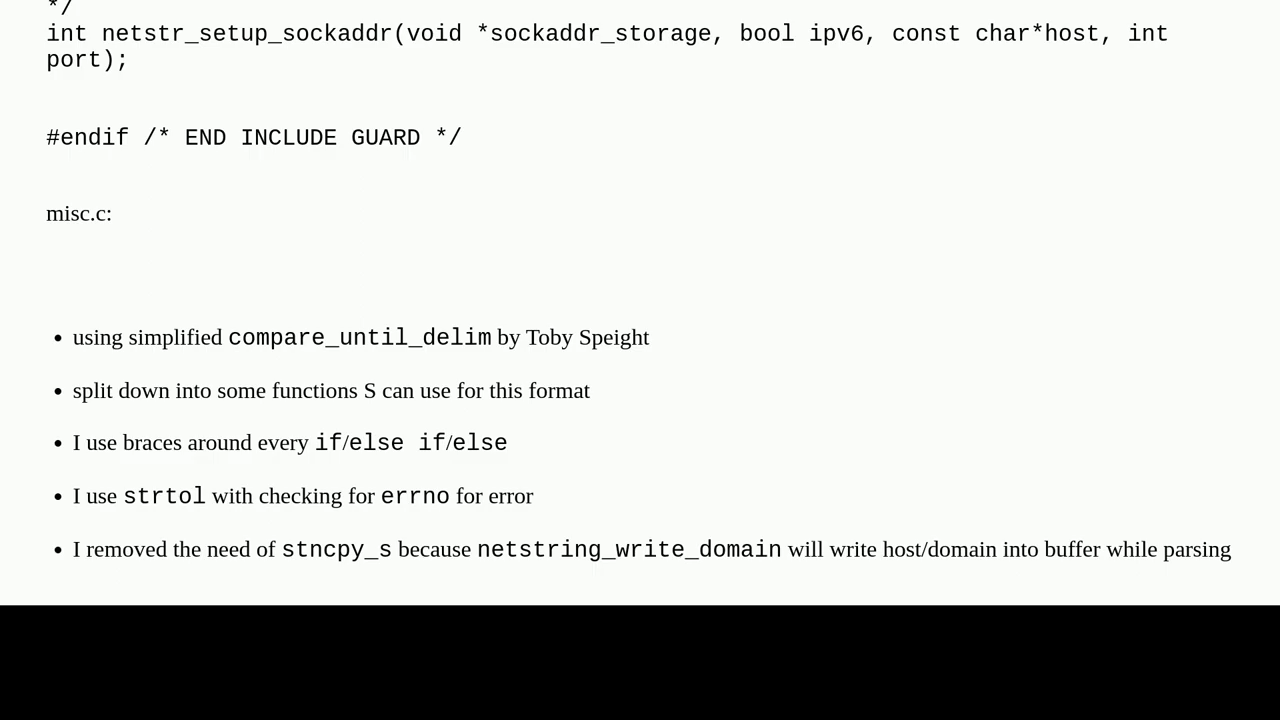 */
int netstr_setup_sockaddr(void *sockaddr_storage, bool ipv6, const char*host, int
port);
#endif /* END INCLUDE GUARD */
misc.c:
• using simplified compare_until_delim by Toby Speight
• split down into some functions S can use for this format
• I use braces around every if/else if/else
• I use strtol with checking for errno for error
• I removed the need of stncpy_s because netstring_write_domain will write host/domain into buffer while parsing